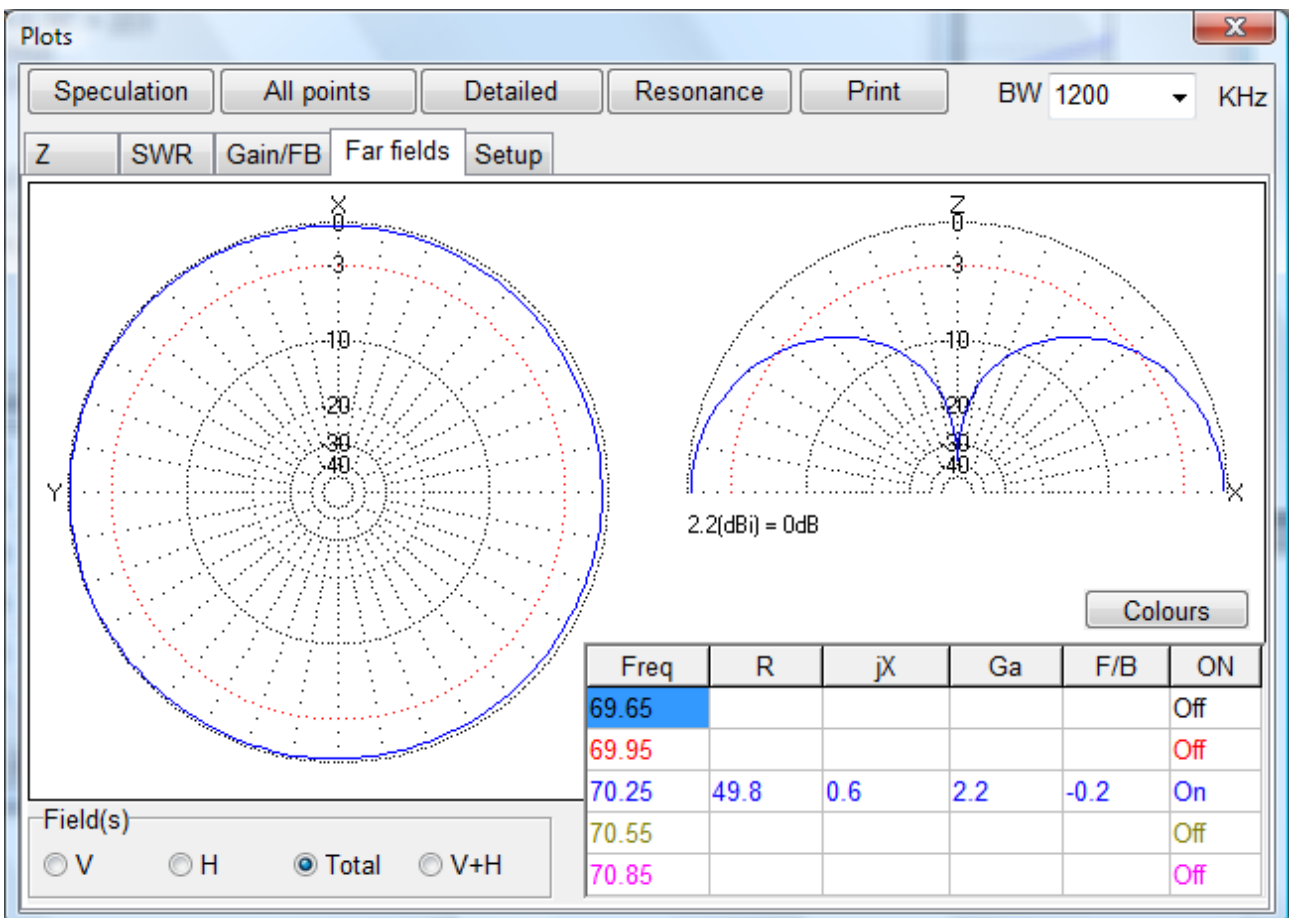 Plots
Speculation All points Detailed Resonance Print BW 1200 KHz
Z SWR Gain/FB Far fields Setup
X
0
-3
-10
-20
-30
-40
Y
Z
0
-3
-10
-20
-30
-40
X
2.2(dBi) = 0dB
Colours
Freq R jX Ga F/B ON
69.65 Off
69.95 Off
70.25 49.8 0.6 2.2 -0.2 On
70.55 Off
70.85 Off
Field(s)
V H Total V+H